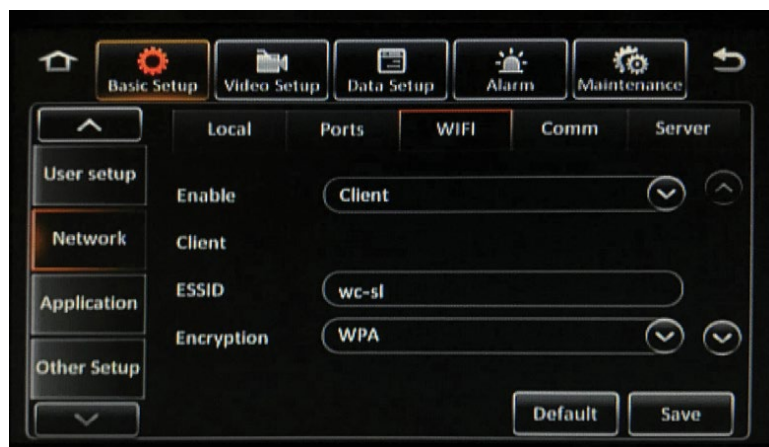 Basic Setup Video Setup Data Setup Alarm Maintenance
Local Ports WIFI Comm Server
User setup
Enable Client
Network
Client
ESSID wc-sl
Application
Encryption WPA
Other Setup
Default Save